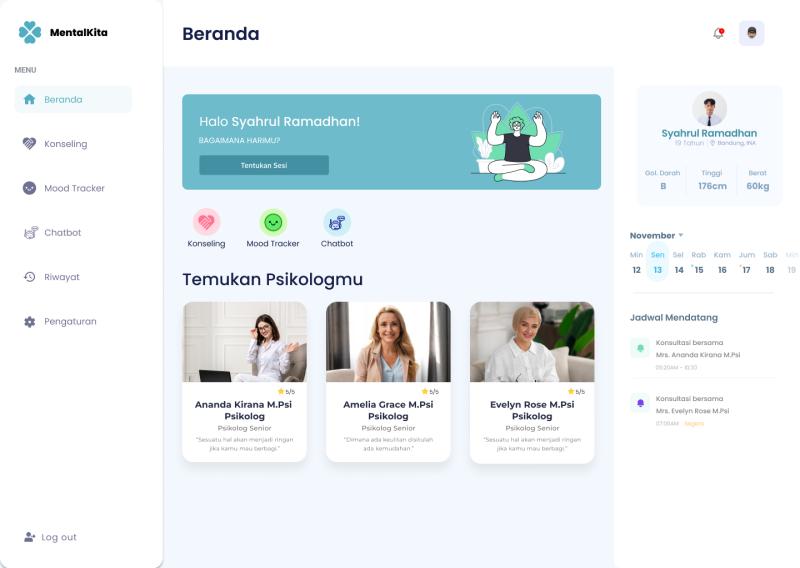 MentalKita
MENU
Beranda
Konseling
Mood Tracker
Chatbot
Riwayat
Pengaturan
Log out
Beranda
Halo Syahrul Ramadhan!
BAGAIMANA HARIMU?
Tentukan Sesi
Konseling
Mood Tracker
Chatbot
Temukan Psikologmu
5/5
Ananda Kirana M.Psi
Psikolog
Psikolog Senior
"Sesuatu hal akan menjadi ringan
jika kamu mau berbagi."
5/5
Amelia Grace M.Psi
Psikolog
Psikolog Senior
"Dimana ada keulitan disitulah
ada kemudahan."
5/5
Evelyn Rose M.Psi
Psikolog
Psikolog Senior
"Sesuatu hal akan menjadi ringan
jika kamu mau berbagi."
Syahrul Ramadhan
19 Tahun Bandung, INA
Gol. Darah Tinggi Berat
B 176cm 60kg
November
Min Sen Sel Rab Kam Jum Sab Min
12 13 14 15 16 17 18 19
Jadwal Mendatang
Konsultasi bersama
Mrs. Ananda Kirana M.Psi
Konsultasi bersama
Mrs. Evelyn Rose M.Psi
07:00AM Segera